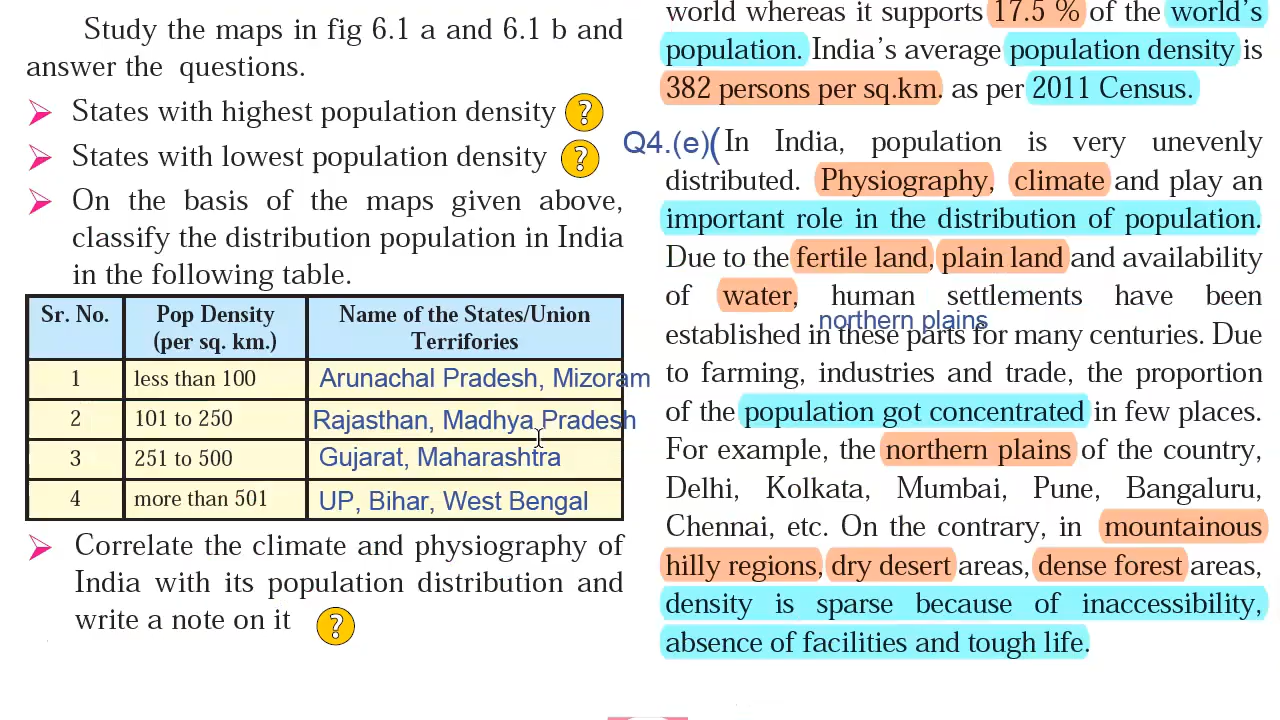 Study the maps in fig 6.1 a and 6.1 b and
answer the questions.
➤ States with highest population density ?
➤ States with lowest population density ?
➤ On the basis of the maps given above,
classify the distribution population in India
in the following table.
Sr. No. Pop Density (per sq. km.) Name of the States/Union Terrifories
1 less than 100 Arunachal Pradesh, Mizoram
2 101 to 250 Rajasthan, Madhya Pradesh
3 251 to 500 Gujarat, Maharashtra
4 more than 501 UP, Bihar, West Bengal
➤ Correlate the climate and physiography of
India with its population distribution and
write a note on it ?
world whereas it supports 17.5 % of the world's
population. India's average population density is
382 persons per sq.km. as per 2011 Census.
Q4.(e)( In India, population is very unevenly
distributed. Physiography, climate and play an
important role in the distribution of population.
Due to the fertile land, plain land and availability
of water, human settlements have been
northern plains
established in these parts for many centuries. Due
to farming, industries and trade, the proportion
of the population got concentrated in few places.
For example, the northern plains of the country,
Delhi, Kolkata, Mumbai, Pune, Bangaluru,
Chennai, etc. On the contrary, in mountainous
hilly regions, dry desert areas, dense forest areas,
density is sparse because of inaccessibility,
absence of facilities and tough life.